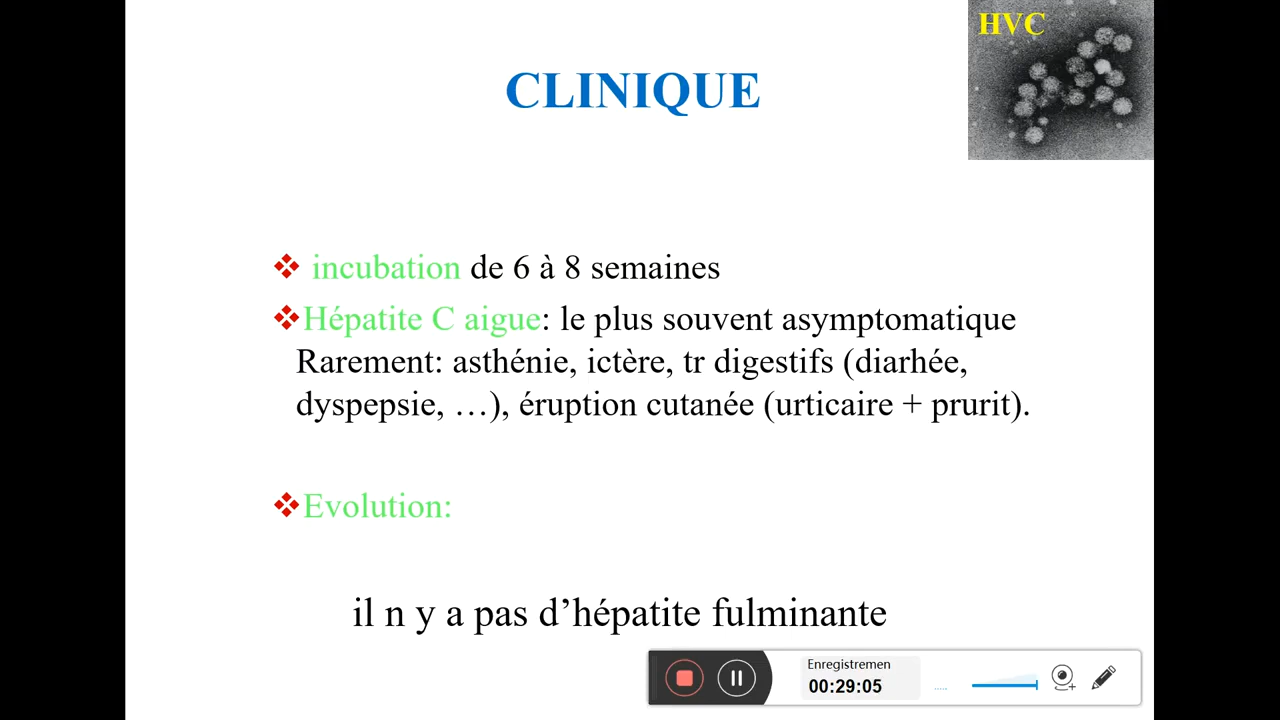 HVC
CLINIQUE
incubation de 6 à 8 semaines
Hépatite C aigue: le plus souvent asymptomatique
Rarement: asthénie, ictère, tr digestifs (diarhée,
dyspepsie, …), éruption cutanée (urticaire + prurit).
Evolution:
il n y a pas d’hépatite fulminante
Enregistremen
00:29:05